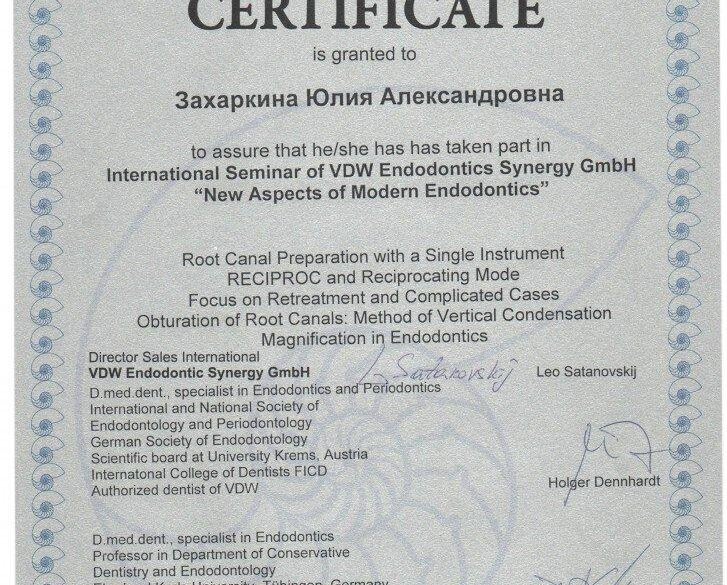 CERTIFICATE
is granted to
Захаркина Юлия Александровна
to assure that he/she has has taken part in
International Seminar of VDW Endodontics Synergy GmbH
“New Aspects of Modern Endodontics”
Root Canal Preparation with a Single Instrument
RECIPROC and Reciprocating Mode
Focus on Retreatment and Complicated Cases
Obturation of Root Canals: Method of Vertical Condensation
Magnification in Endodontics
Director Sales International
VDW Endodontic Synergy GmbH
L. Satanovskij
Leo Satanovskij
D.med.dent., specialist in Endodontics and Periodontics
International and National Society of
Endodontology and Periodontology
German Society of Endodontology
Scientific board at University Krems, Austria
International College of Dentists FICD
Authorized dentist of VDW
Holger Dennhardt
D.med.dent., specialist in Endodontics
Professor in Department of Conservative
Dentistry and Endodontology
University, Tübingen, Germany